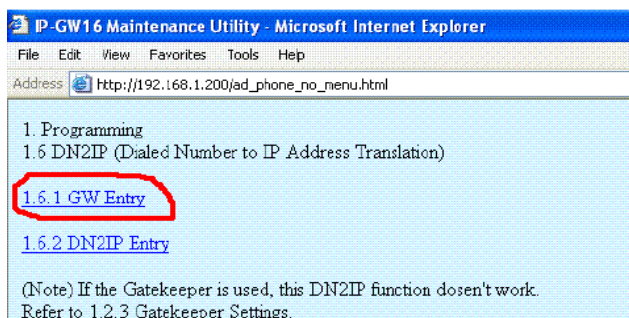 IP-GW16 Maintenance Utility - Microsoft Internet Explorer
File Edit View Favorites Tools Help
Address http://192.168.1.200/ad_phone_no_menu.html
1. Programming
1.6 DN2IP (Dialed Number to IP Address Translation)
1.6.1 GW Entry
1.6.2 DN2IP Entry
(Note) If the Gatekeeper is used, this DN2IP function dosen't work.
Refer to 1.2.3 Gatekeeper Settings.